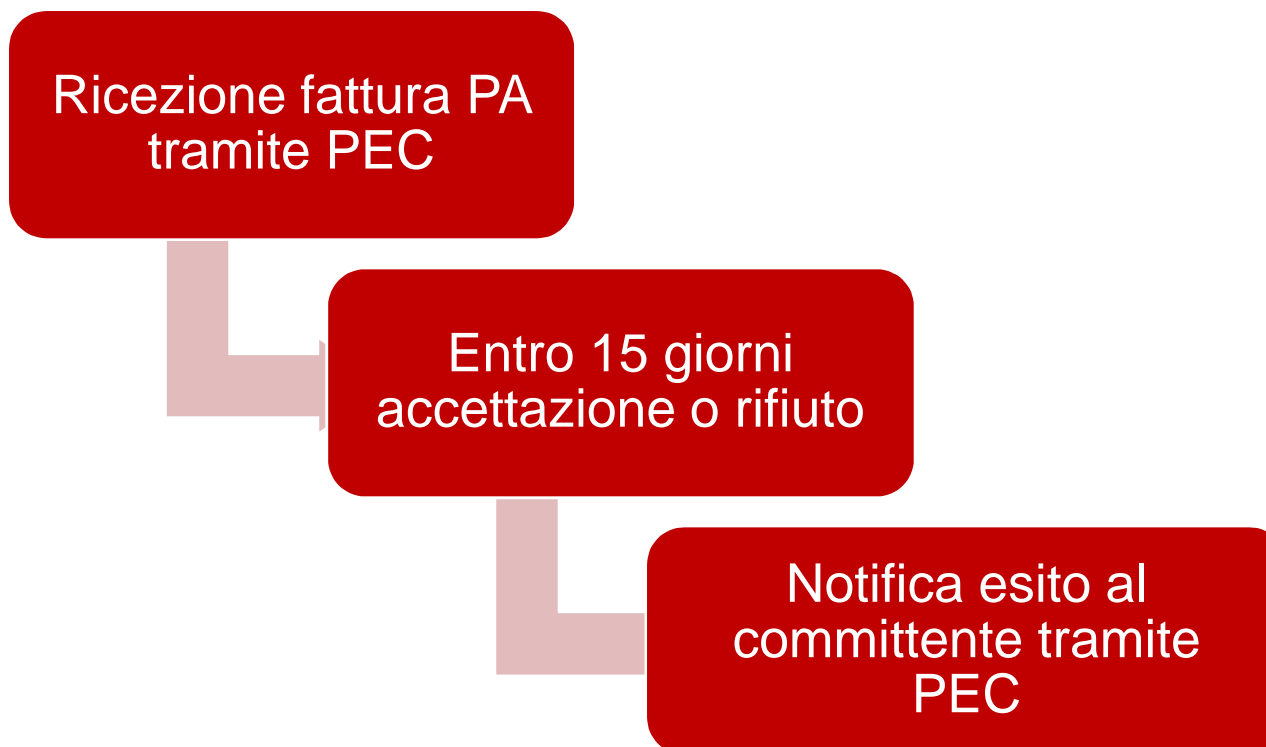 Ricezione fattura PA
tramite PEC
Entro 15 giorni
accettazione o rifiuto
Notifica esito al
committente tramite
PEC